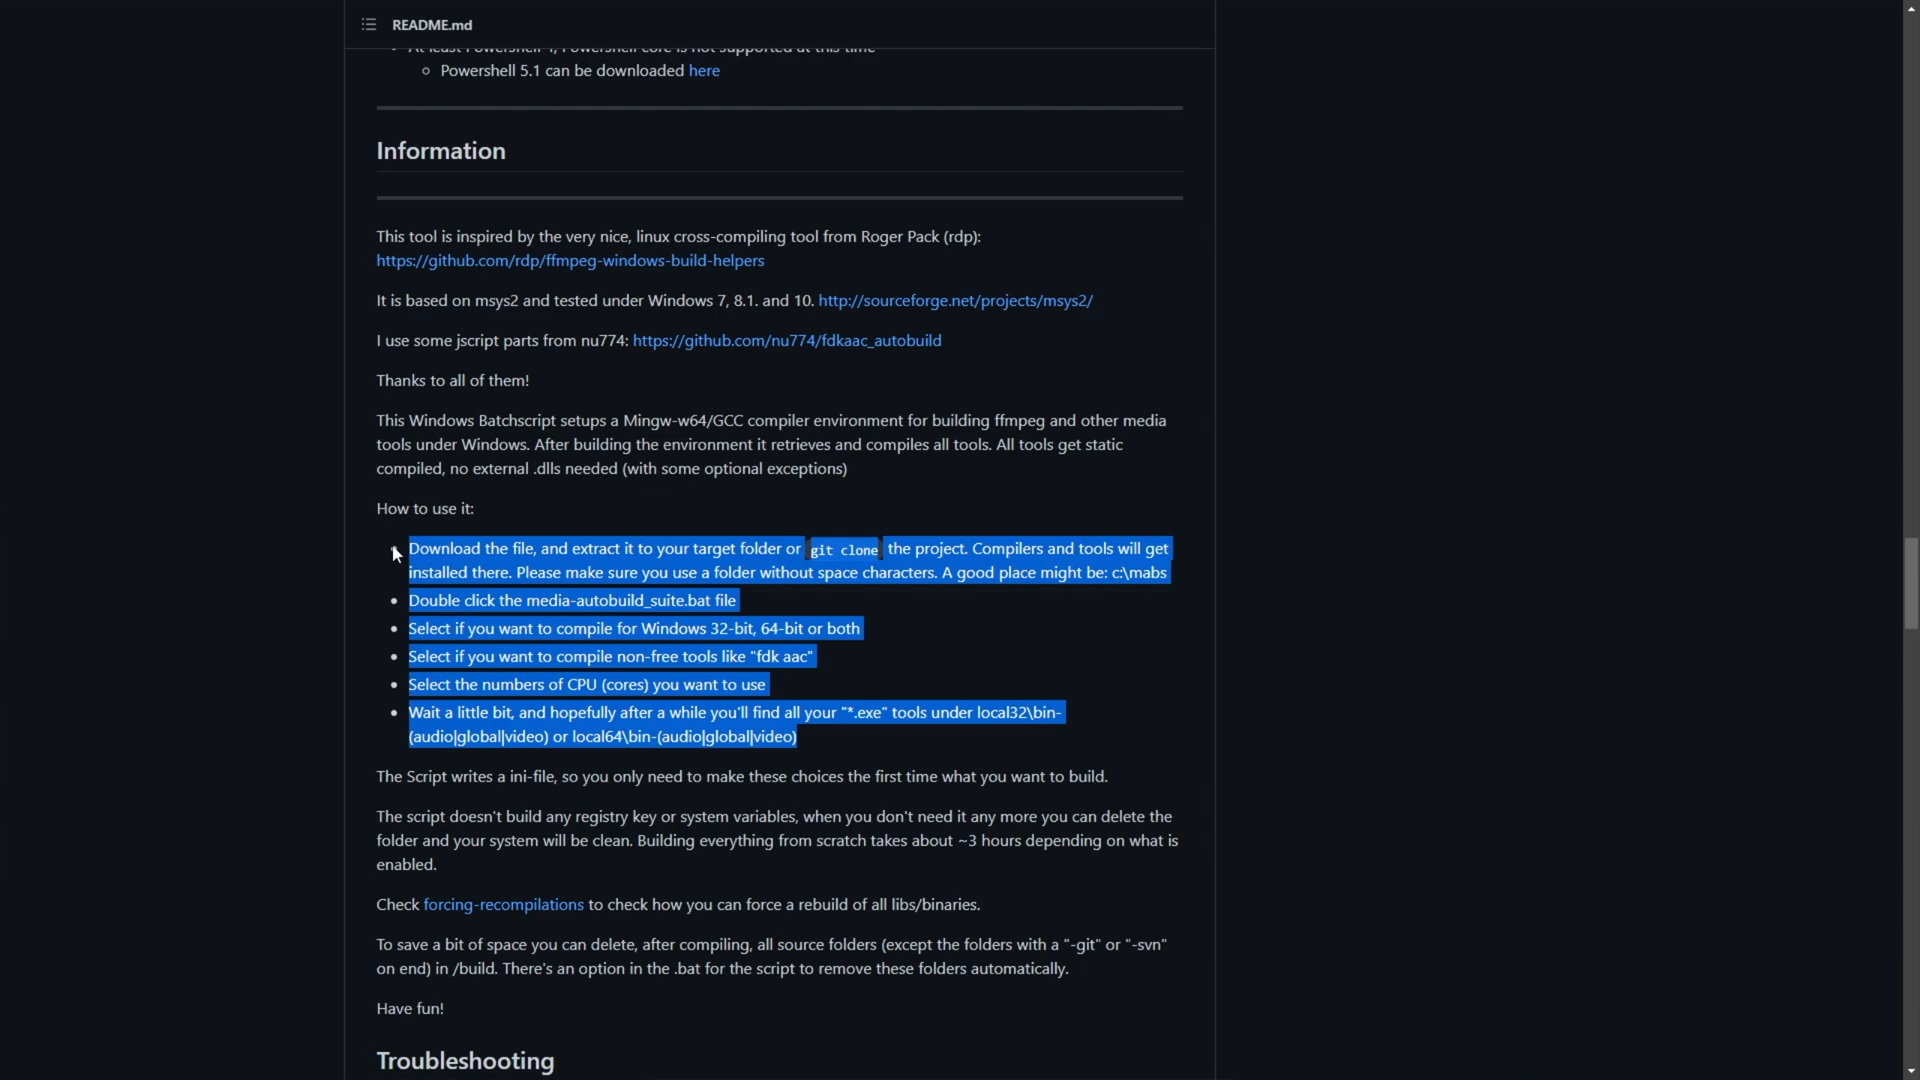 README.md
At least Powershell 4, Powershell core is not supported at this time
Powershell 5.1 can be downloaded here
Information
This tool is inspired by the very nice, linux cross-compiling tool from Roger Pack (rdp):
https://github.com/rdp/ffmpeg-windows-build-helpers
It is based on msys2 and tested under Windows 7, 8.1. and 10. http://sourceforge.net/projects/msys2/
I use some jscript parts from nu774: https://github.com/nu774/fdkaac_autobuild
Thanks to all of them!
This Windows Batchscript setups a Mingw-w64/GCC compiler environment for building ffmpeg and other media
tools under Windows. After building the environment it retrieves and compiles all tools. All tools get static
compiled, no external .dlls needed (with some optional exceptions)
How to use it:
Download the file, and extract it to your target folder or git clone the project. Compilers and tools will get
installed there. Please make sure you use a folder without space characters. A good place might be: c:\mabs
Double click the media-autobuild_suite.bat file
Select if you want to compile for Windows 32-bit, 64-bit or both
Select if you want to compile non-free tools like "fdk aac"
Select the numbers of CPU (cores) you want to use
Wait a little bit, and hopefully after a while you'll find all your "*.exe" tools under local32\bin-
(audio|global|video) or local64\bin-(audio|global|video)
The Script writes a ini-file, so you only need to make these choices the first time what you want to build.
The script doesn't build any registry key or system variables, when you don't need it any more you can delete the
folder and your system will be clean. Building everything from scratch takes about ~3 hours depending on what is
enabled.
Check forcing-recompilations to check how you can force a rebuild of all libs/binaries.
To save a bit of space you can delete, after compiling, all source folders (except the folders with a "-git" or "-svn"
on end) in /build. There's an option in the .bat for the script to remove these folders automatically.
Have fun!
Troubleshooting